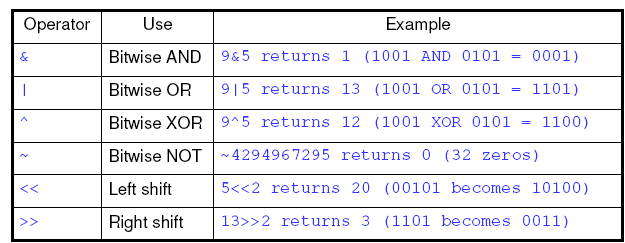 Operator Use Example
& Bitwise AND 9&5 returns 1 (1001 AND 0101 = 0001)
| Bitwise OR 9|5 returns 13 (1001 OR 0101 = 1101)
^ Bitwise XOR 9^5 returns 12 (1001 XOR 0101 = 1100)
~ Bitwise NOT ~4294967295 returns 0 (32 zeros)
<< Left shift 5<<2 returns 20 (00101 becomes 10100)
>> Right shift 13>>2 returns 3 (1101 becomes 0011)